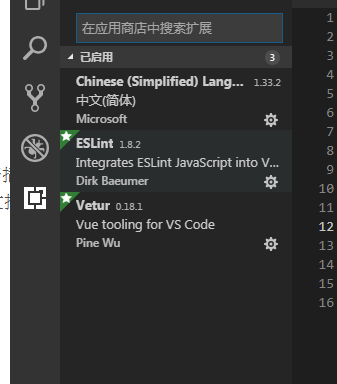 在应用商店中搜索扩展
已启用 3
Chinese (Simplified) Lang... 1.33.2
中文(简体)
Microsoft
ESLint 1.8.2
Integrates ESLint JavaScript into V...
Dirk Baeumer
Vetur 0.18.1
Vue tooling for VS Code
Pine Wu
1
2
3
4
5
6
7
8
9
10
11
12
13
14
15
16